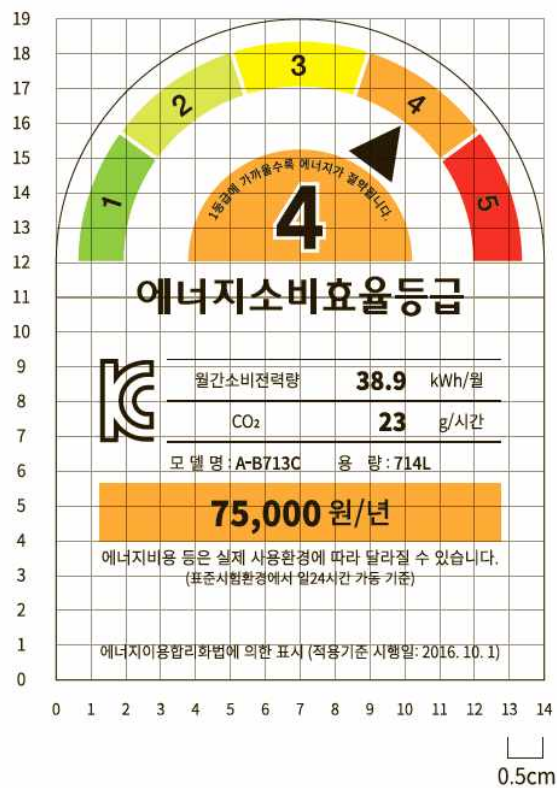 19
18
17
16
15
14
13
12
11
10
9
8
7
6
5
4
3
2
1
0
1 2 3 4 5
1등급에 가까울수록 에너지가 절약됩니다.
4
에너지소비효율등급
월간소비전력량 38.9 kWh/월
CO₂ 23 g/시간
모 델 명 : A-B713C 용 량 : 714L
75,000 원/년
에너지비용 등은 실제 사용환경에 따라 달라질 수 있습니다.
(표준시험환경에서 일24시간 가동 기준)
에너지이용합리화법에 의한 표시 (적용기준 시행일: 2016. 10. 1)
0 1 2 3 4 5 6 7 8 9 10 11 12 13 14
0.5cm